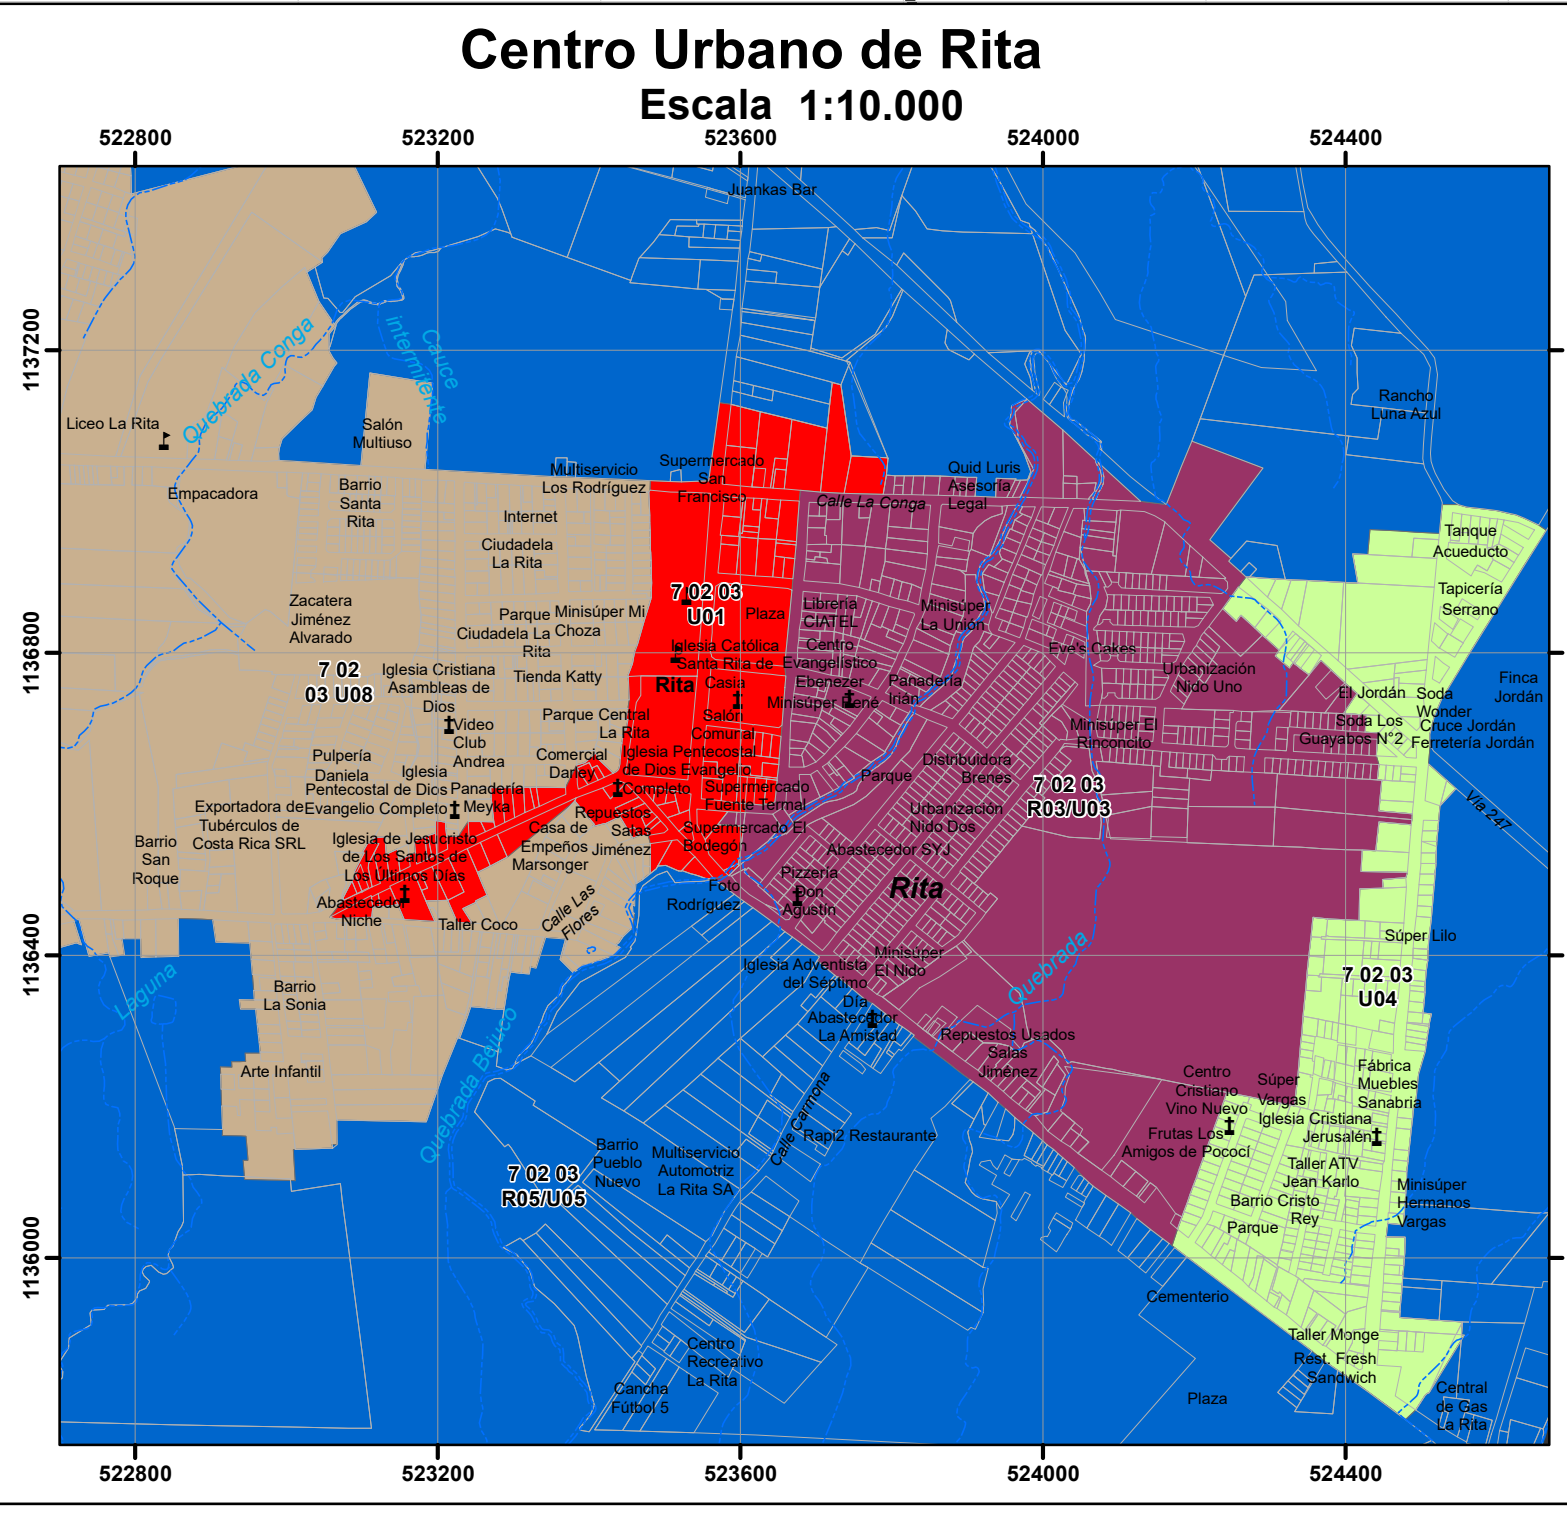 Centro Urbano de Rita
Escala 1:10.000
522800
523200
523600
524000
524400
1137200
1136800
1136400
1136000
Juankas Bar
Quebrada Conga
Cauce
intermitente
Rancho
Luna Azul
Liceo La Rita
Salón
Multiuso
Empacadora
Barrio
Santa
Rita
Multiservicio
Los Rodríguez
Supermercado
San
Francisco
Calle La Conga
Quid Luris
Asesoría
Legal
Internet
Ciudadela
La Rita
Tanque
Acueducto
Tapicería
Serrano
Zacatera
Jiménez
Alvarado
Parque
Ciudadela La
Rita
Minisúper Mi
Choza
7 02 03
U01
Plaza
Librería
CIATEL
Minisúper
La Unión
Eve's Cakes
Urbanización
Nido Uno
7 02
03 U08
Iglesia Cristiana
Asambleas de
Dios
Tienda Katty
Iglesia Católica
Santa Rita de
Casia
Rita
Centro
Evangelístico
Ebenezer
Minisúper René
Panadería
Irián
El Jordán
Soda
Wonder
Cruce Jordán
Ferretería Jordán
Finca
Jordán
Soda Los
Guayabos N°2
Video
Club
Andrea
Parque Central
La Rita
Salón
Comunal
Minisúper El
Rinconcito
Pulpería
Daniela
Iglesia
Pentecostal de Dios
Evangelio Completo
Panadería
Meyka
Comercial
Darley
Iglesia Pentecostal
de Dios Evangelio
Completo
Parque
Distribuidora
Brenes
7 02 03
R03/U03
Vía 247
Exportadora de
Tubérculos de
Costa Rica SRL
Supermercado
Fuente Termal
Urbanización
Nido Dos
Barrio
San
Roque
Iglesia de Jesucristo
de Los Santos de
Los Últimos Días
Casa de
Empeños
Marsonger
Repuestos
Salas
Jiménez
Supermercado El
Bodegón
Abastecedor SYJ
Abastecedor
Niche
Taller Coco
Calle Las
Flores
Foto
Rodríguez
Pizzería
Don
Agustín
Rita
Súper Lilo
Laguna
Barrio
La Sonia
Iglesia Adventista
del Séptimo
Día
Minisúper
El Nido
Quebrada
7 02 03
U04
Abastecedor
La Amistad
Repuestos Usados
Salas
Jiménez
Arte Infantil
Quebrada Bejuco
Calle Carmona
Centro
Cristiano
Vino Nuevo
Súper
Vargas
Fábrica
Muebles
Sanabria
Iglesia Cristiana
Jerusalén
Frutas Los
Amigos de Pococí
Rapi2 Restaurante
Barrio
Pueblo
Nuevo
Multiservicio
Automotriz
La Rita SA
7 02 03
R05/U05
Taller ATV
Jean Karlo
Barrio Cristo
Rey
Parque
Minisúper
Hermanos
Vargas
Cementerio
Taller Monge
Rest. Fresh
Sandwich
Centro
Recreativo
La Rita
Cancha
Fútbol 5
Plaza
Central
de Gas
La Rita
522800
523200
523600
524000
524400